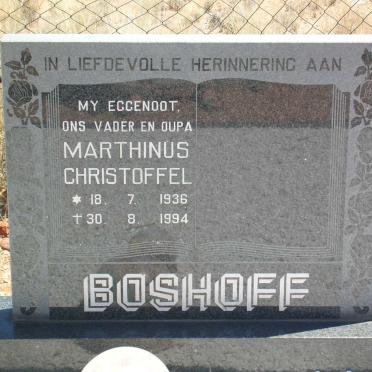 IN LIEFDEVOLLE HERINNERING AAN
MY EGGENOOT,
ONS VADER EN OUPA
MARTHINUS
CHRISTOFFEL
* 18. 7. 1936
† 30. 8. 1994
BOSHOFF